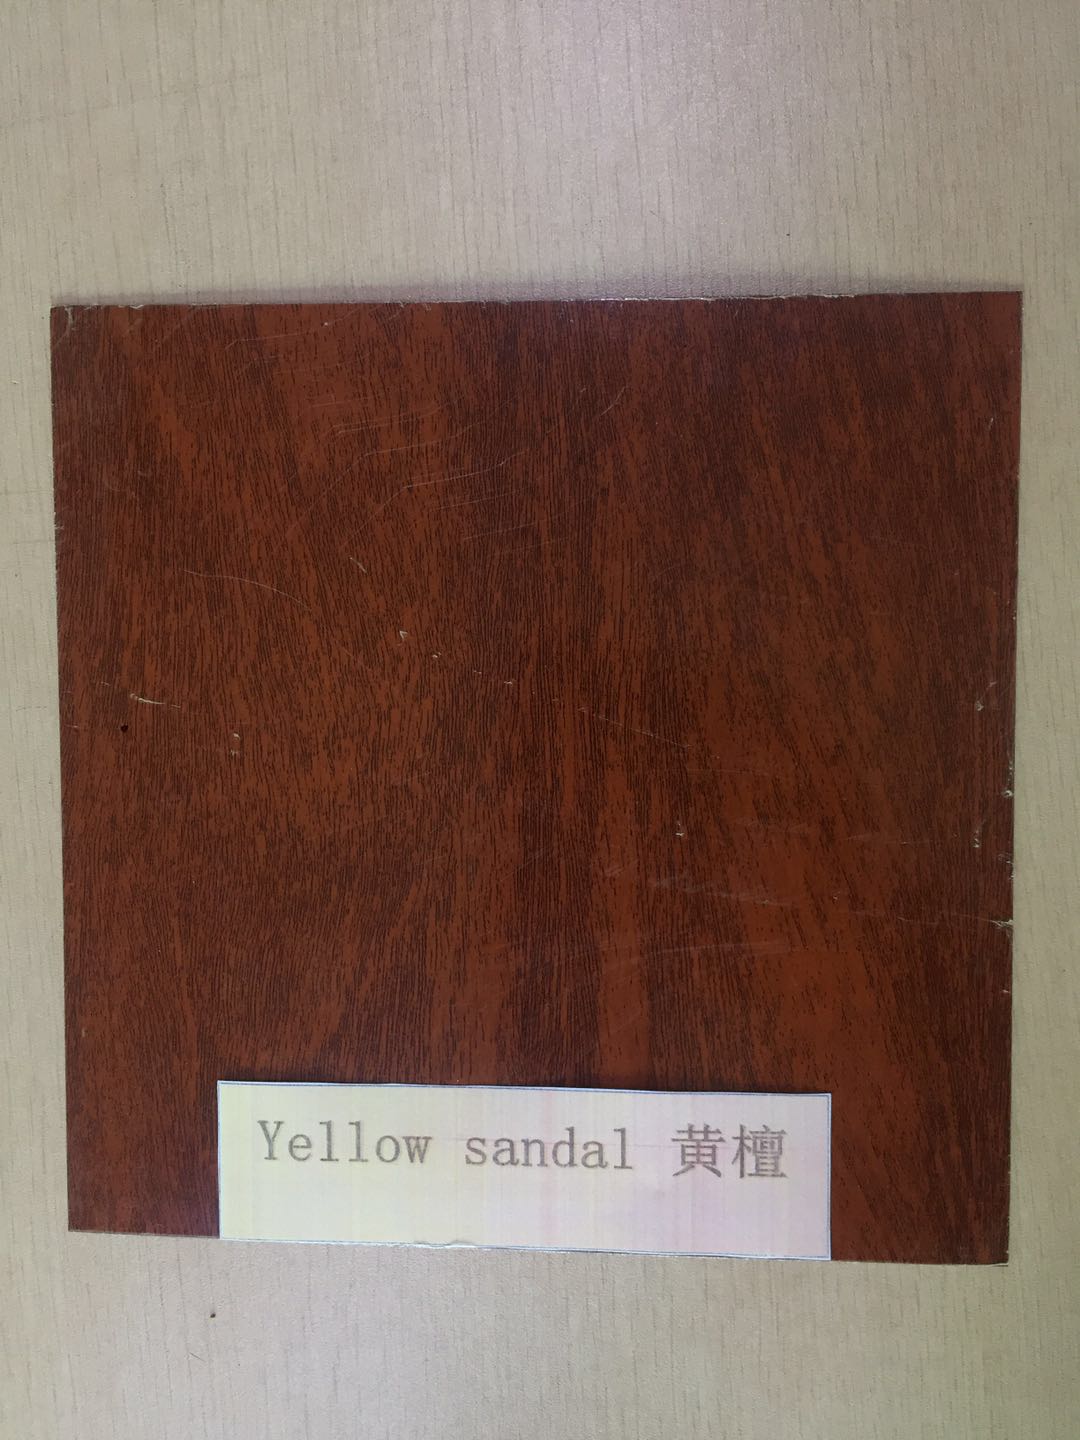 Yellow sandal 黄檀